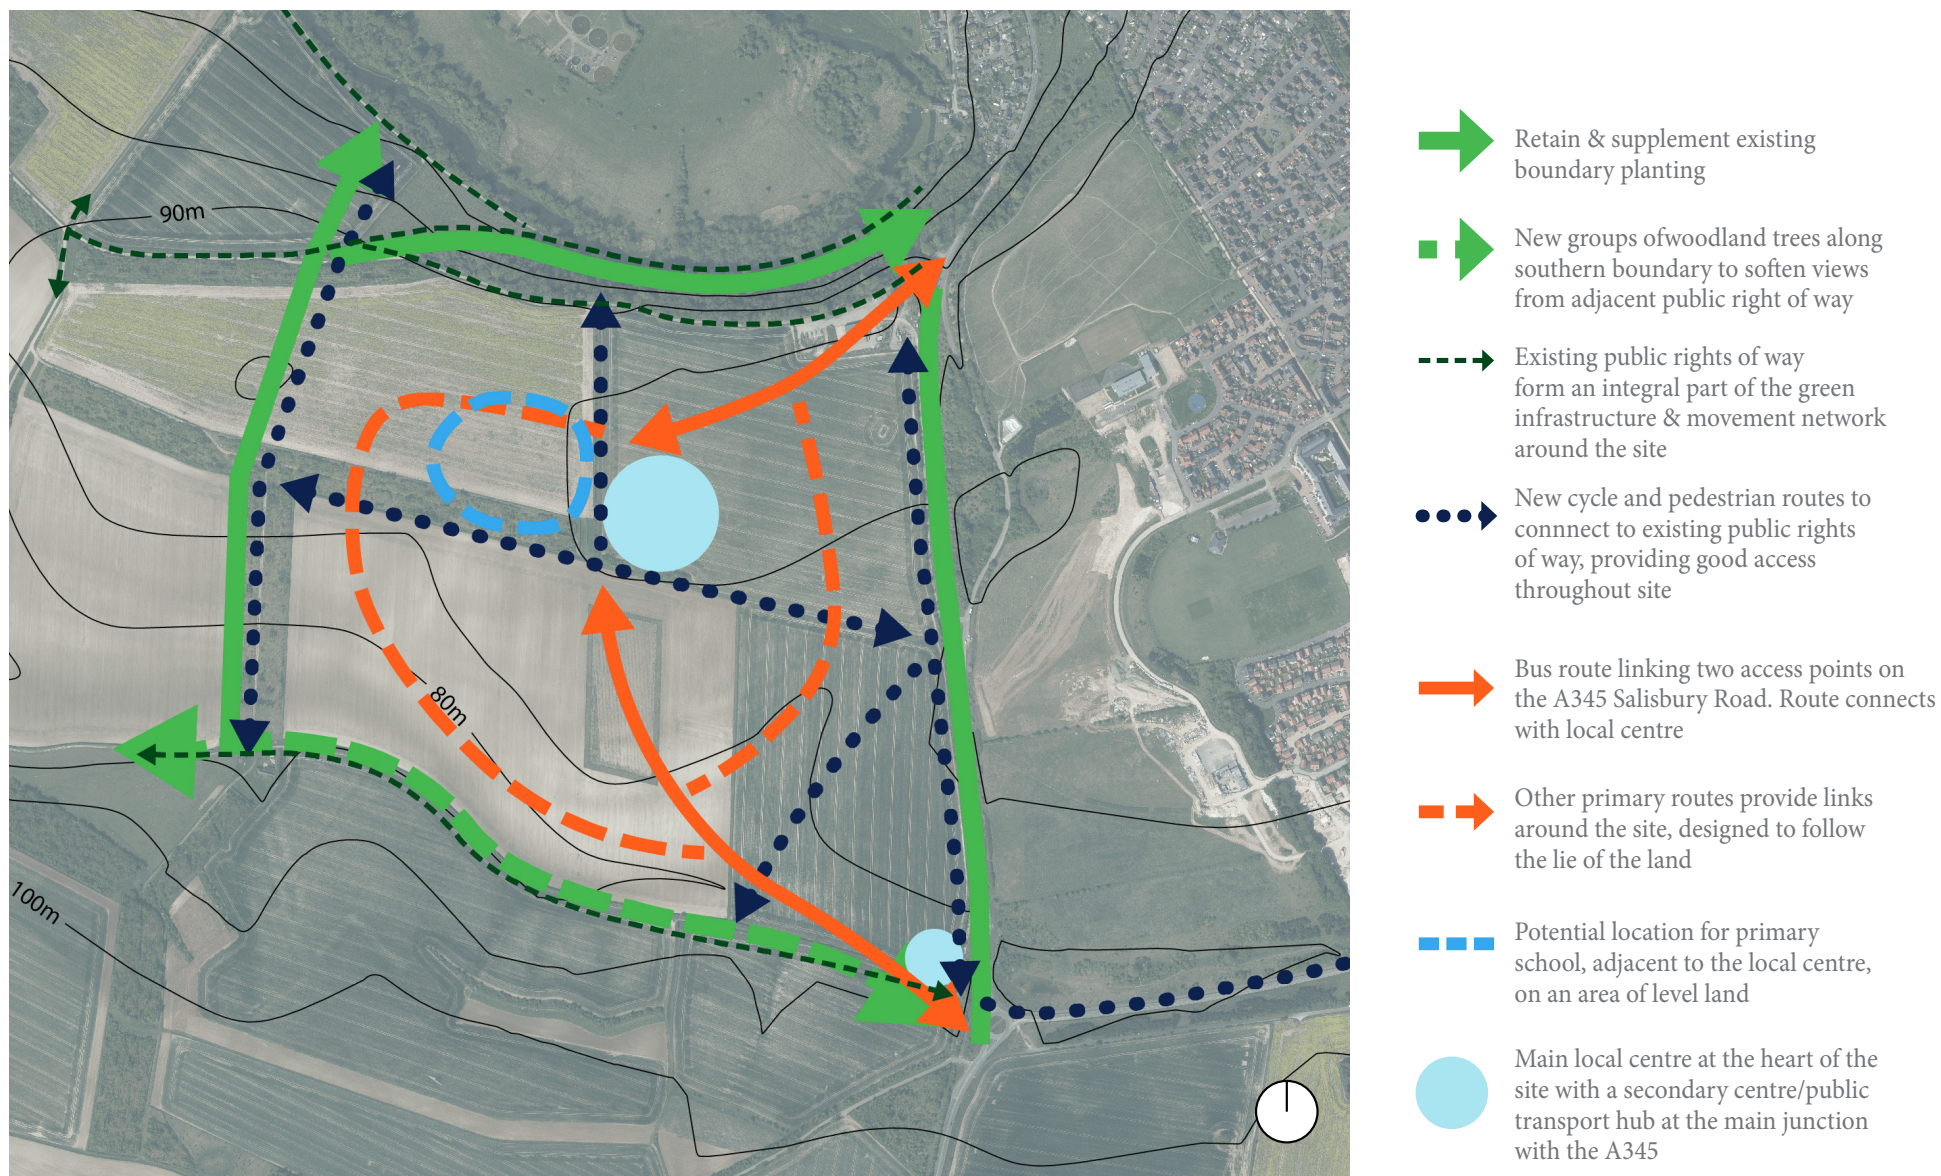 90m
80m
100m
Retain & supplement existing
boundary planting
New groups ofwoodland trees along
southern boundary to soften views
from adjacent public right of way
Existing public rights of way
form an integral part of the green
infrastructure & movement network
around the site
New cycle and pedestrian routes to
connnect to existing public rights
of way, providing good access
throughout site
Bus route linking two access points on
the A345 Salisbury Road. Route connects
with local centre
Other primary routes provide links
around the site, designed to follow
the lie of the land
Potential location for primary
school, adjacent to the local centre,
on an area of level land
Main local centre at the heart of the
site with a secondary centre/public
transport hub at the main junction
with the A345